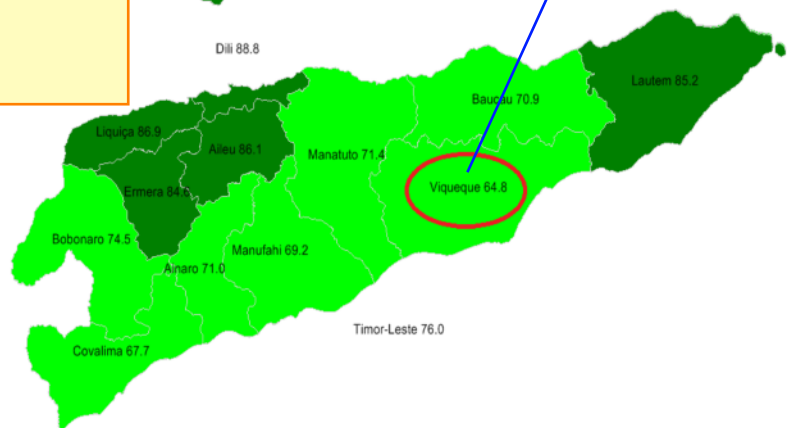 Dili 88.8
Lautem 85.2
Baucau 70.9
Liquiça 86.9
Aileu 86.1
Manatuto 71.4
Ermera 84.6
Viqueque 64.8
Bobonaro 74.5
Manufahi 69.2
Ainaro 71.0
Timor-Leste 76.0
Covalima 67.7